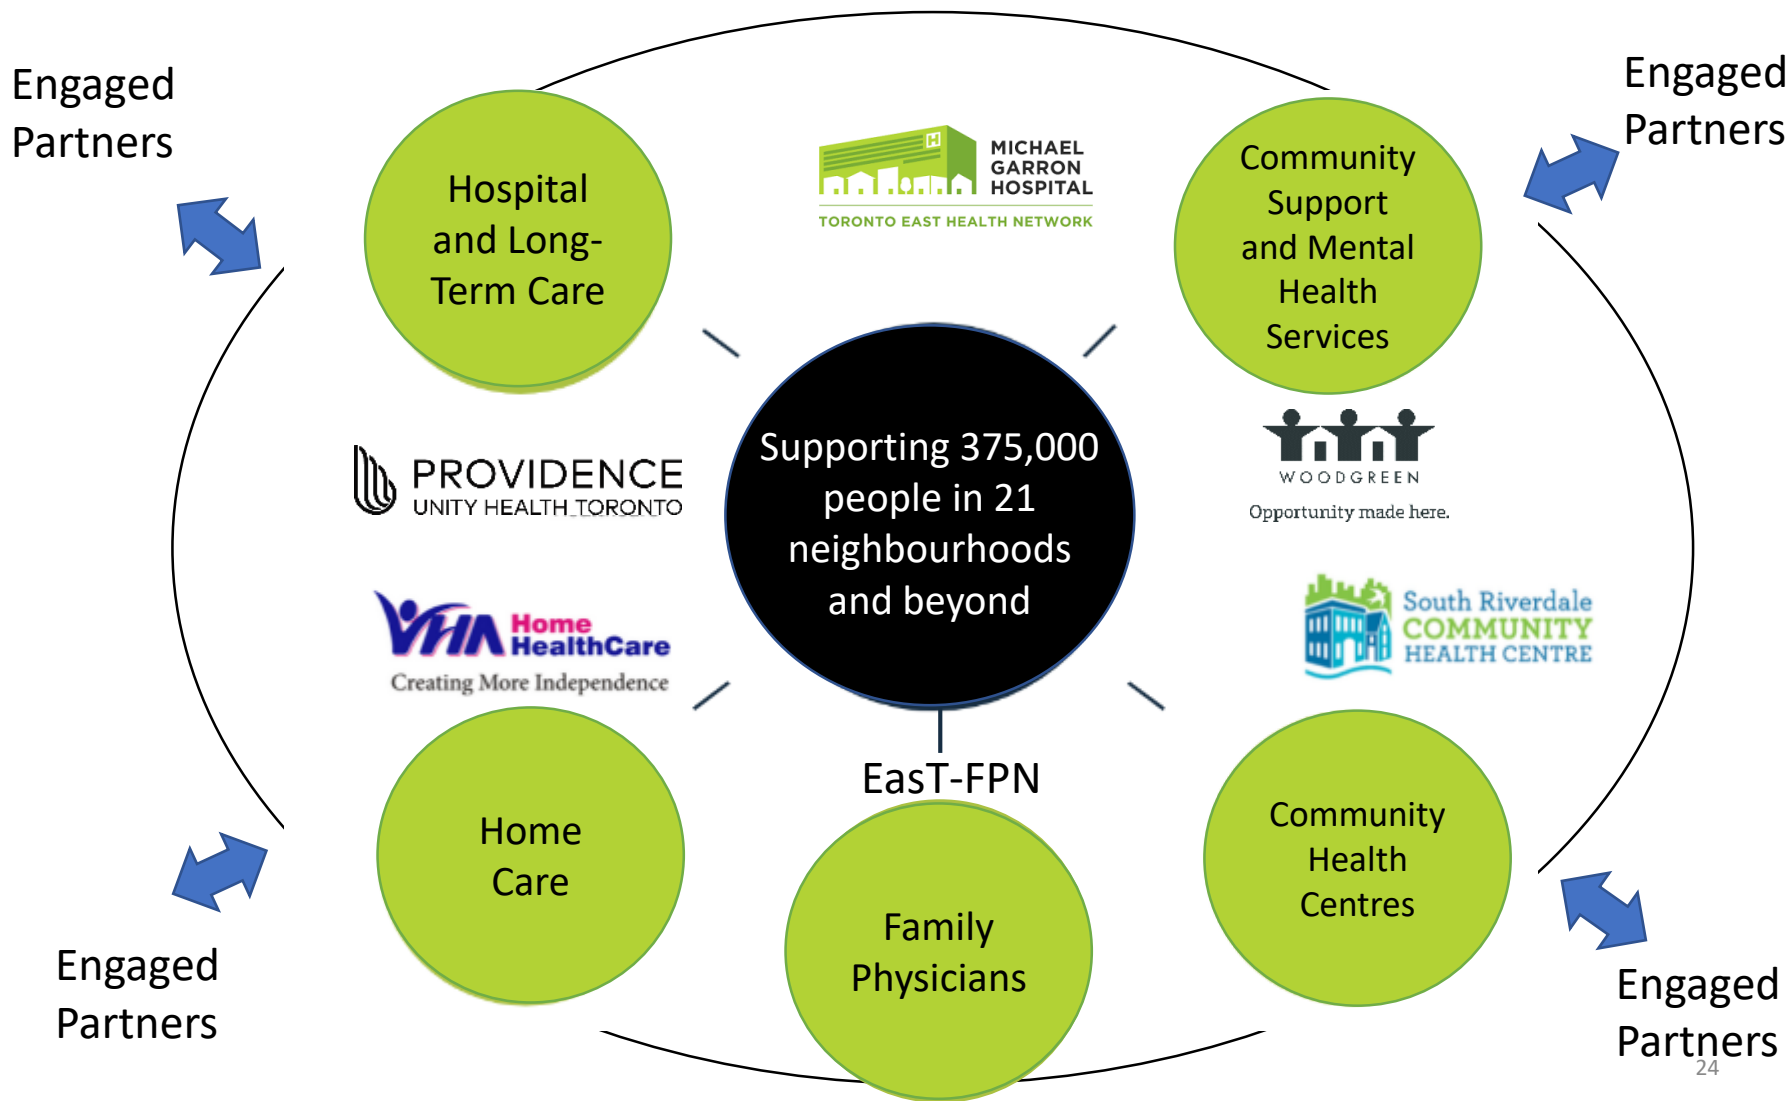 Engaged
Partners
Engaged
Partners
Hospital
and Long-
Term Care
MICHAEL
GARRON
HOSPITAL
TORONTO EAST HEALTH NETWORK
Community
Support
and Mental
Health
Services
PROVIDENCE
UNITY HEALTH TORONTO
Supporting 375,000
people in 21
neighbourhoods
and beyond
WOODGREEN
Opportunity made here.
VHA Home
HealthCare
Creating More Independence
South Riverdale
COMMUNITY
HEALTH CENTRE
EasT-FPN
Home
Care
Family
Physicians
Community
Health
Centres
Engaged
Partners
Engaged
Partners
24